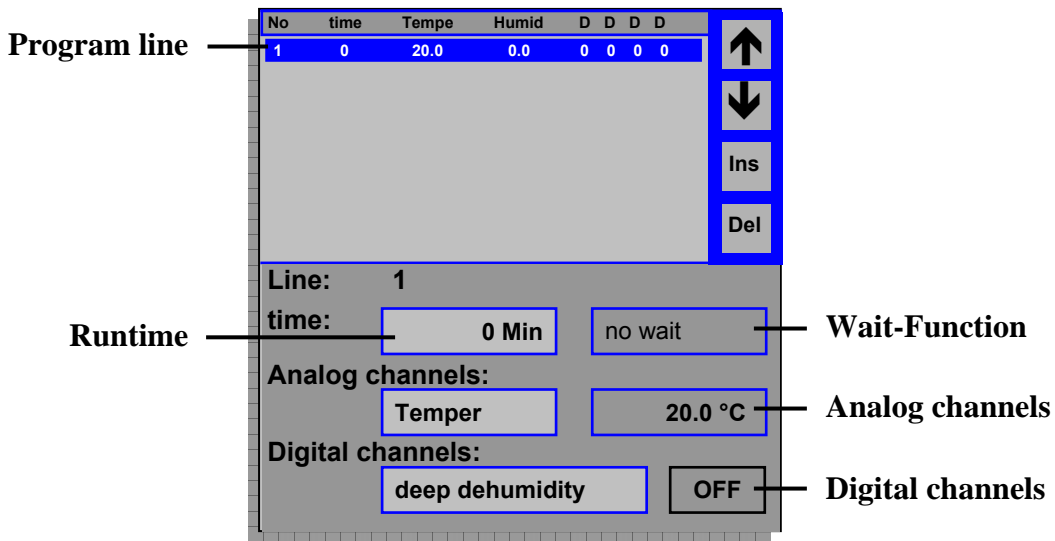 No time Tempe Humid D D D D
Program line
1 0 20.0 0.0 0 0 0 0
Ins
Del
Line: 1
time:
Runtime
0 Min
no wait
Wait-Function
Analog channels:
Temper
20.0 °C
Analog channels
Digital channels:
deep dehumidity
OFF
Digital channels